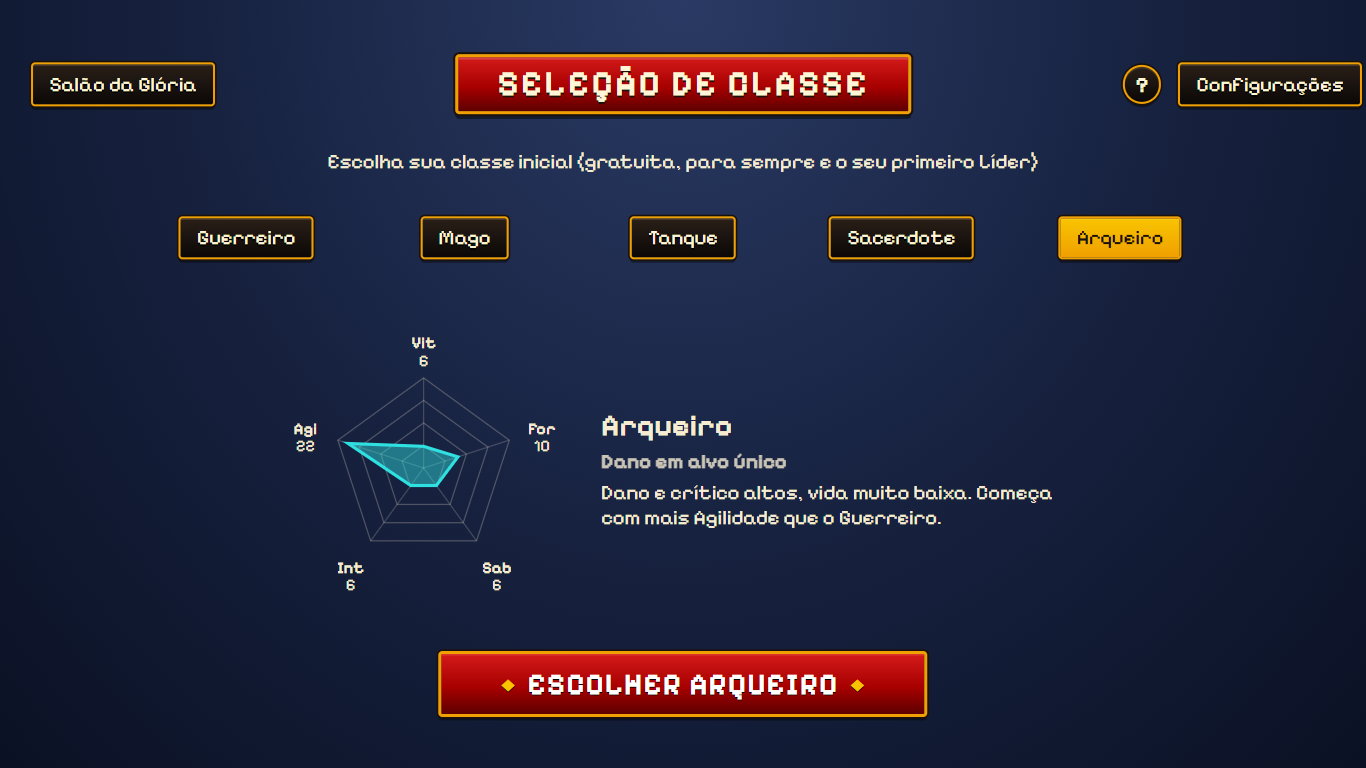 Salão da Glória
SELEÇÃO DE CLASSE
?
Configurações
Escolha sua classe inicial (gratuita, para sempre e o seu primeiro Líder)
Guerreiro
Mago
Tanque
Sacerdote
Arqueiro
Vit
6
Agi
22
For
10
Int
6
Sab
6
Arqueiro
Dano em alvo único
Dano e crítico altos, vida muito baixa. Começa
com mais Agilidade que o Guerreiro.
ESCOLHER ARQUEIRO